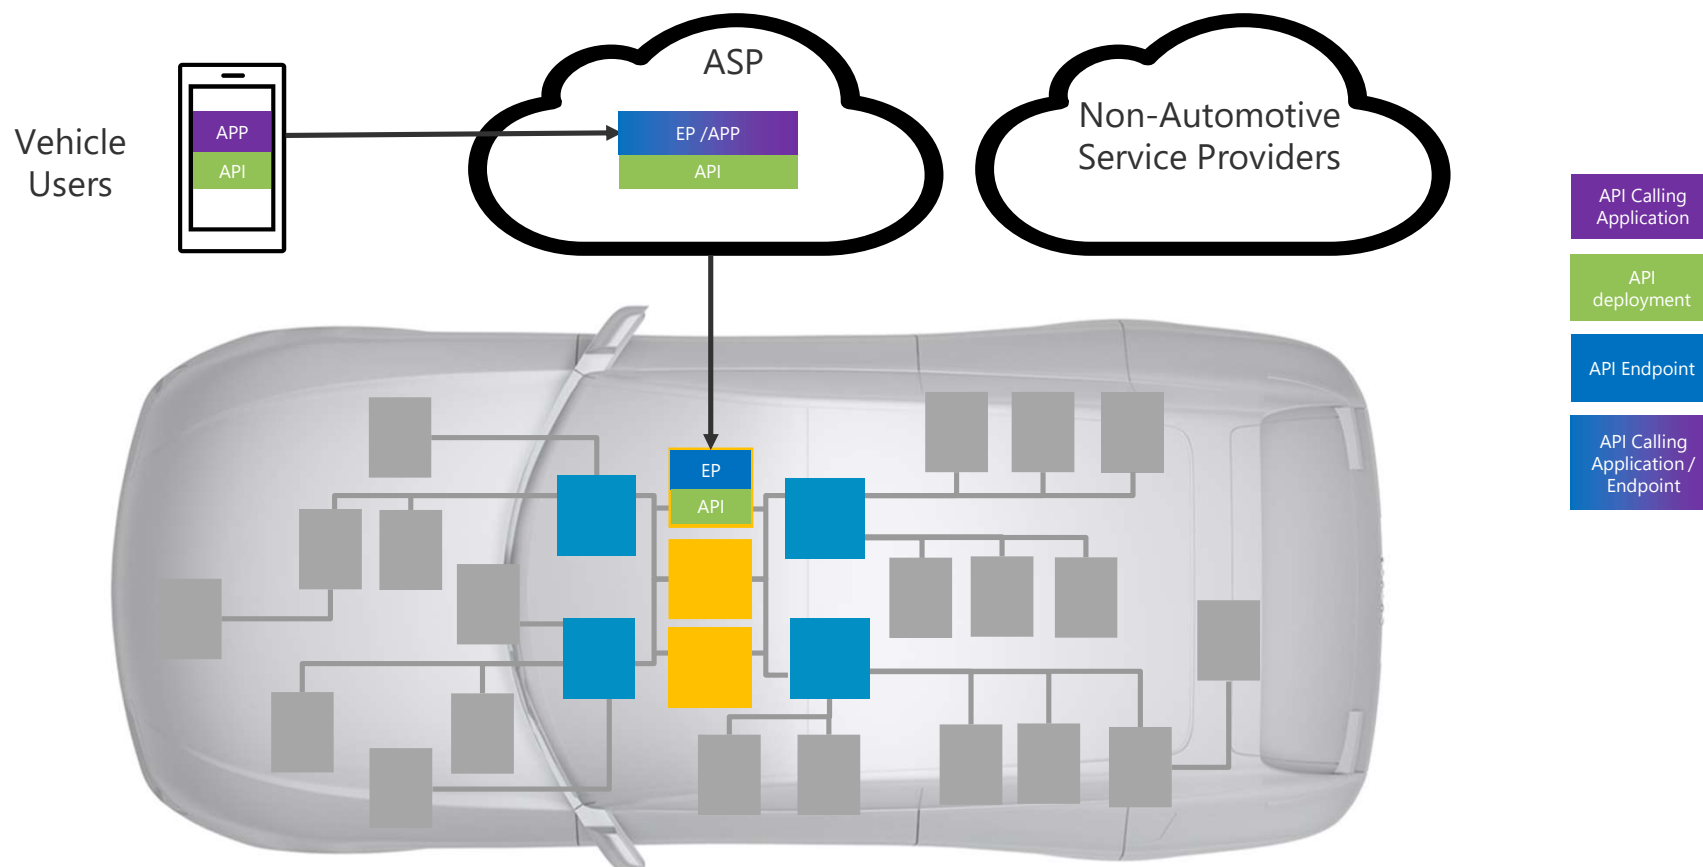 ASP
Non-Automotive
Service Providers
Vehicle
Users
APP
API
EP /APP
API
API Calling
Application
API
deployment
API Endpoint
API Calling
Application /
Endpoint
EP
API